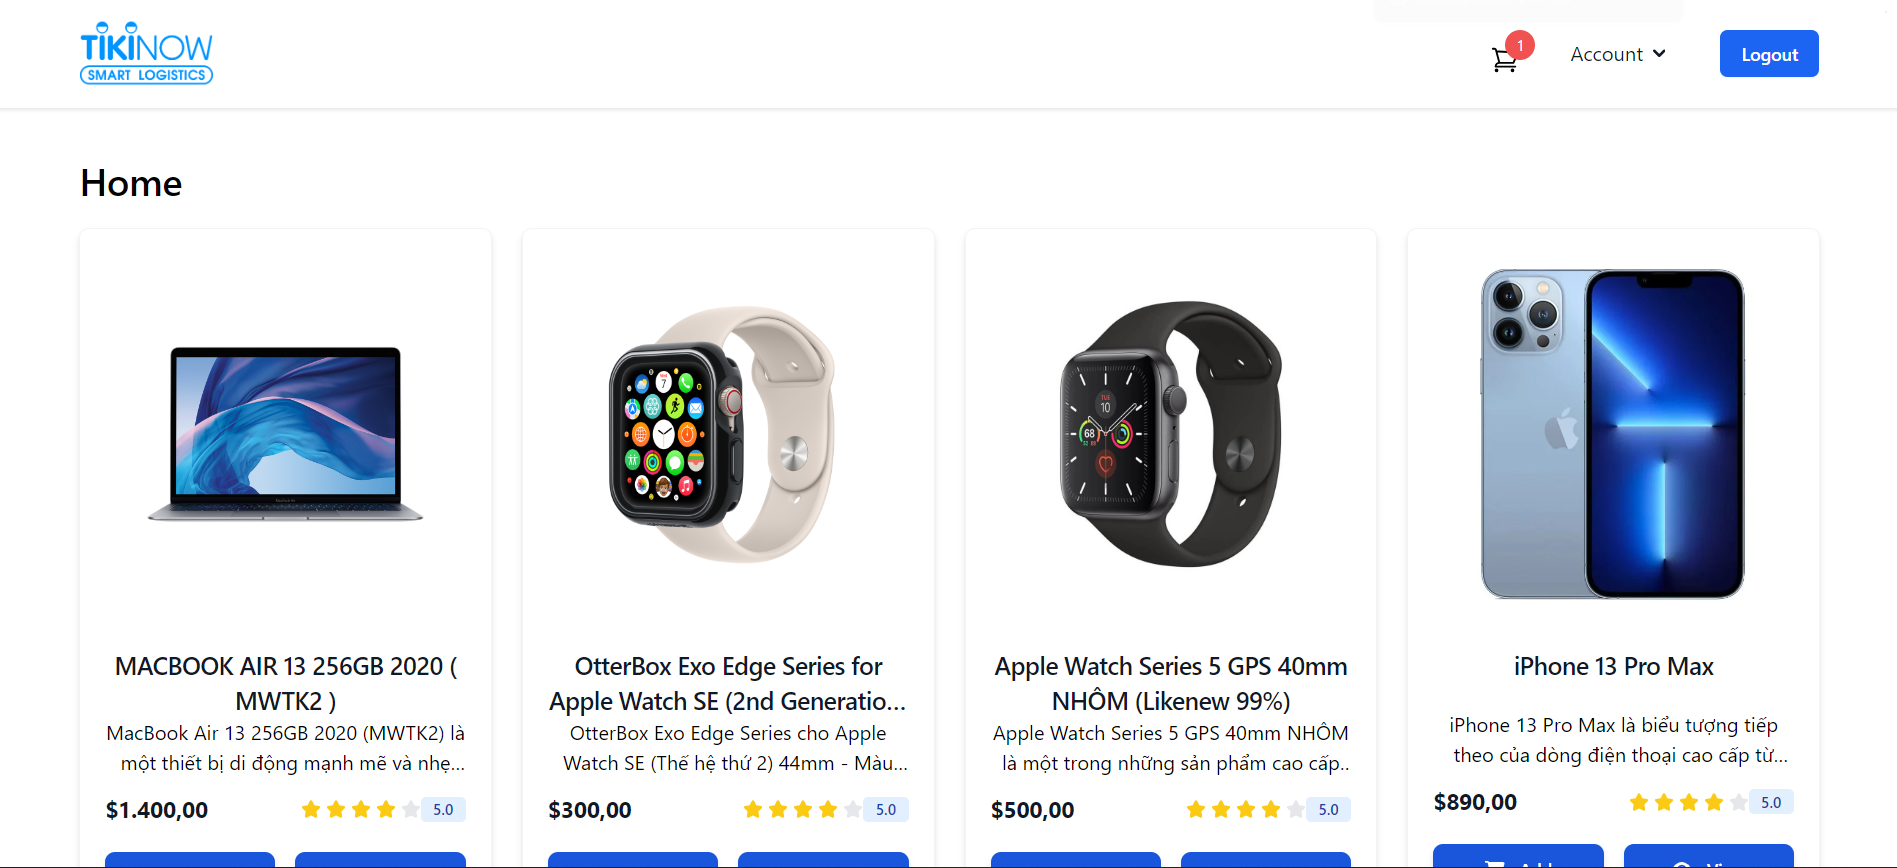 TIKINOW
SMART LOGISTICS
1
Account
Logout
Home
MACBOOK AIR 13 256GB 2020 (
MWTK2 )
MacBook Air 13 256GB 2020 (MWTK2) là
một thiết bị di động mạnh mẽ và nhẹ...
$1.400,00
5.0
OtterBox Exo Edge Series for
Apple Watch SE (2nd Generatio...
OtterBox Exo Edge Series cho Apple
Watch SE (Thế hệ thứ 2) 44mm - Màu...
$300,00
5.0
TUE
10
68
Apple Watch Series 5 GPS 40mm
NHÔM (Likenew 99%)
Apple Watch Series 5 GPS 40mm NHÔM
là một trong những sản phẩm cao cấp..
$500,00
5.0
iPhone 13 Pro Max
iPhone 13 Pro Max là biểu tượng tiếp
theo của dòng điện thoại cao cấp từ...
$890,00
5.0